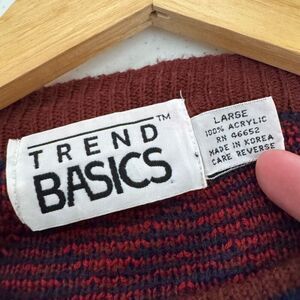 TREND™
BASICS
LARGE
100% ACRYLIC
RN 46652
MADE IN KOREA
CARE REVERSE